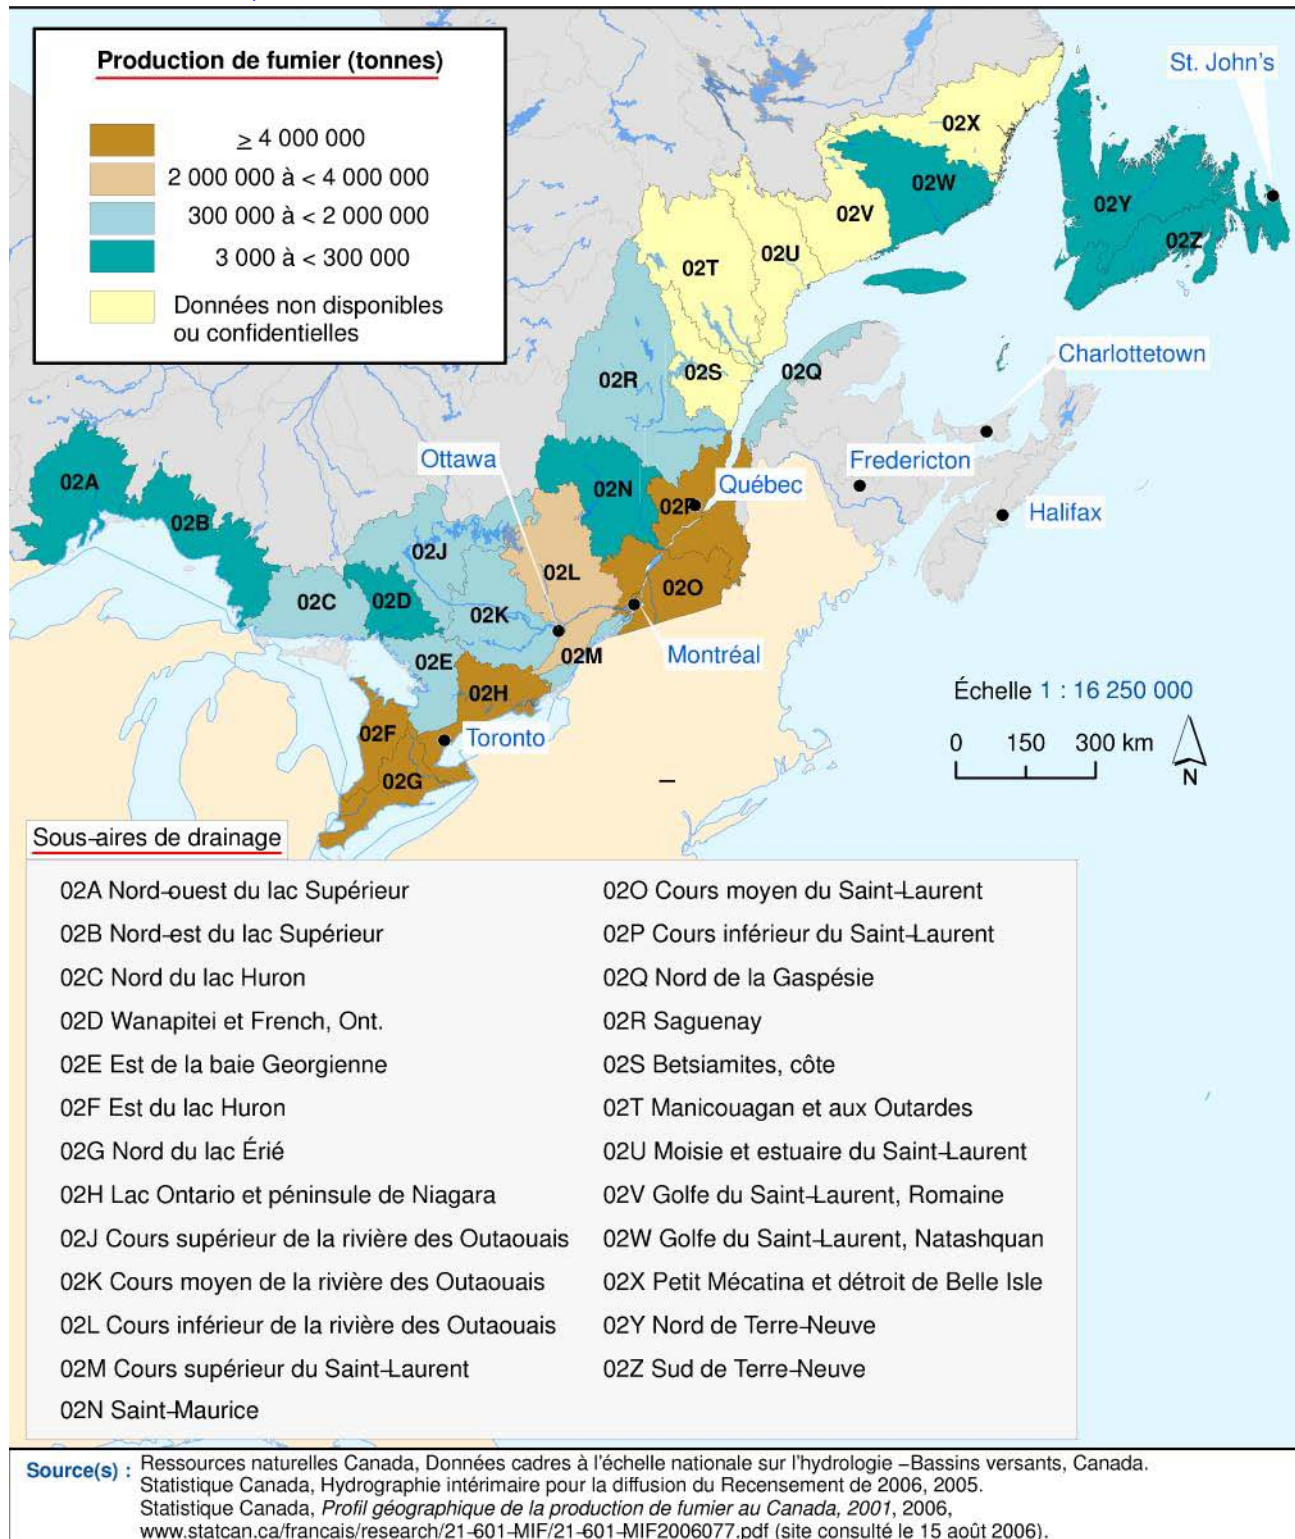 Production de fumier (tonnes)
≥ 4 000 000
2 000 000 à < 4 000 000
300 000 à < 2 000 000
3 000 à < 300 000
Données non disponibles
ou confidentielles
St. John's
02X
02W
02V
02Y
02Z
02U
02T
02S
02R
02Q
Charlottetown
Fredericton
Halifax
Québec
Ottawa
02A
02B
02N
02P
02J
02L
02O
02C
02D
02K
02M
Montréal
02E
02H
02F
Toronto
02G
Échelle 1 : 16 250 000
0 150 300 km
N
Sous-aires de drainage
02A Nord-ouest du lac Supérieur
02B Nord-est du lac Supérieur
02C Nord du lac Huron
02D Wanapitei et French, Ont.
02E Est de la baie Georgienne
02F Est du lac Huron
02G Nord du lac Érié
02H Lac Ontario et péninsule de Niagara
02J Cours supérieur de la rivière des Outaouais
02K Cours moyen de la rivière des Outaouais
02L Cours inférieur de la rivière des Outaouais
02M Cours supérieur du Saint-Laurent
02N Saint-Maurice
02O Cours moyen du Saint-Laurent
02P Cours inférieur du Saint-Laurent
02Q Nord de la Gaspésie
02R Saguenay
02S Betsiamites, côte
02T Manicouagan et aux Outardes
02U Moisie et estuaire du Saint-Laurent
02V Golfe du Saint-Laurent, Romaine
02W Golfe du Saint-Laurent, Natashquan
02X Petit Mécatina et détroit de Belle Isle
02Y Nord de Terre-Neuve
02Z Sud de Terre-Neuve
Source(s) : Ressources naturelles Canada, Données cadres à l'échelle nationale sur l'hydrologie -Bassins versants, Canada.
Statistique Canada, Hydrographie intérimaire pour la diffusion du Recensement de 2006, 2005.
Statistique Canada, Profil géographique de la production de fumier au Canada, 2001, 2006,
www.statcan.ca/francais/research/21-601-MIF/21-601-MIF2006077.pdf (site consulté le 15 août 2006).